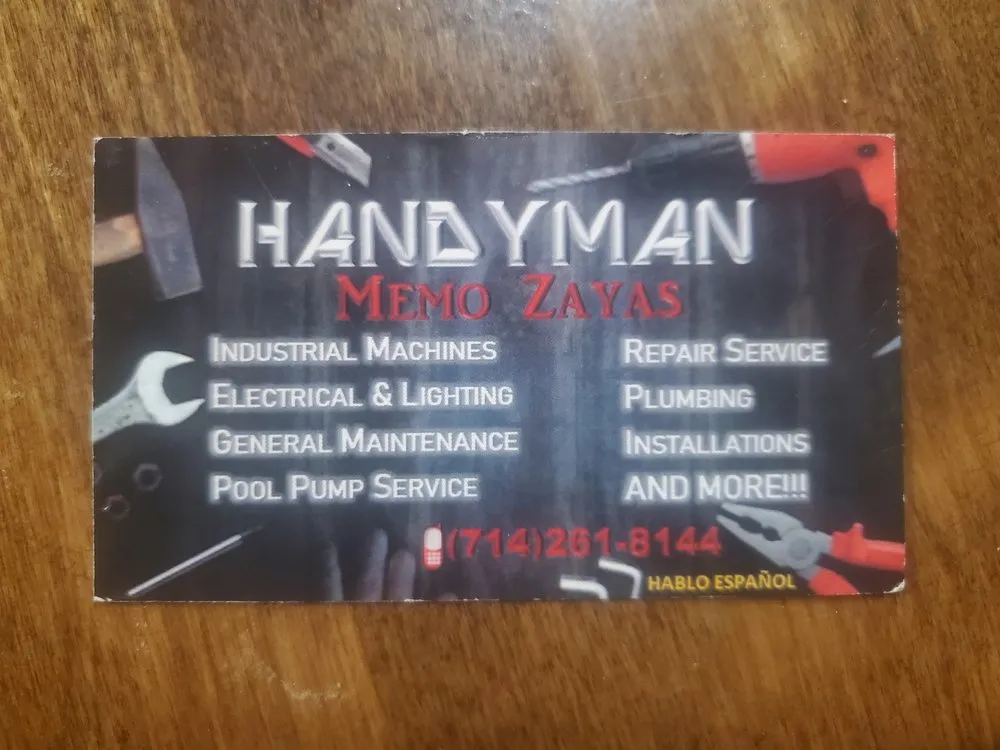 HANDYMAN
MEMO ZAYAS
INDUSTRIAL MACHINES
ELECTRICAL & LIGHTING
GENERAL MAINTENANCE
POOL PUMP SERVICE
REPAIR SERVICE
PLUMBING
INSTALLATIONS
AND MORE!!!
(714)261-8144
HABLO ESPAÑOL